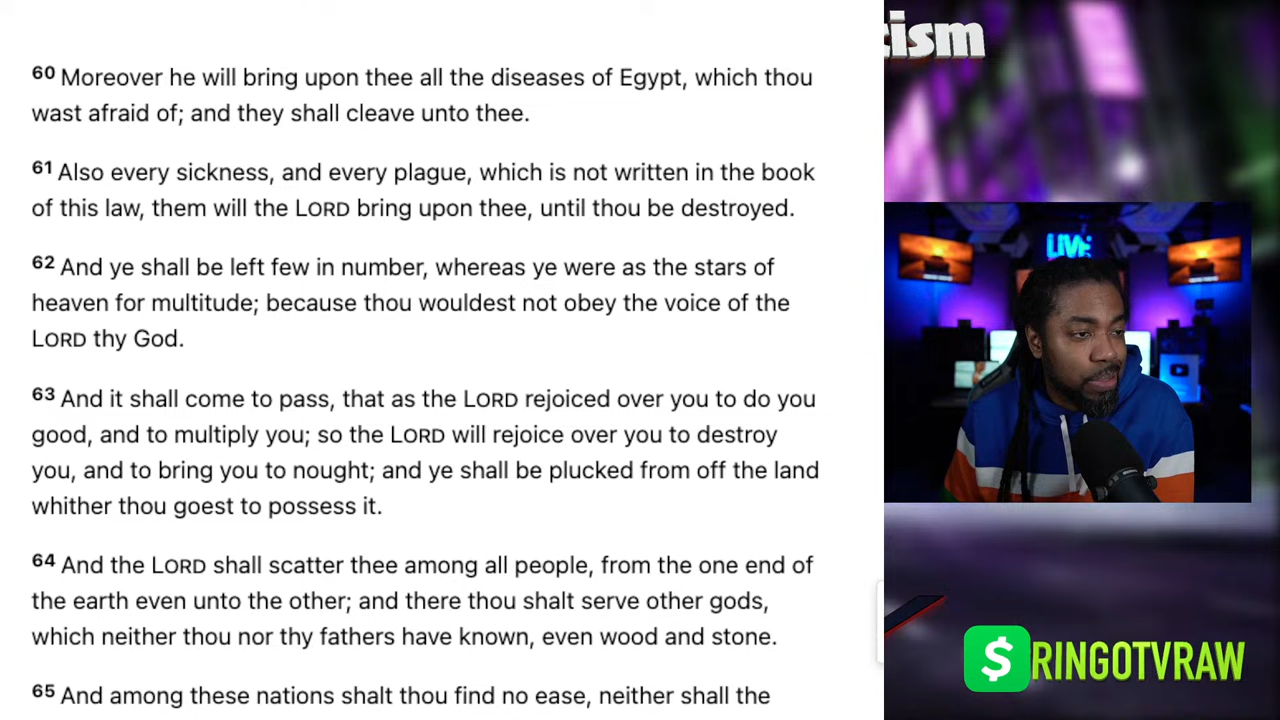 ism
60 Moreover he will bring upon thee all the diseases of Egypt, which thou
wast afraid of; and they shall cleave unto thee.
61 Also every sickness, and every plague, which is not written in the book
of this law, them will the LORD bring upon thee, until thou be destroyed.
62 And ye shall be left few in number, whereas ye were as the stars of
heaven for multitude; because thou wouldest not obey the voice of the
LORD thy God.
63 And it shall come to pass, that as the LORD rejoiced over you to do you
good, and to multiply you; so the LORD will rejoice over you to destroy
you, and to bring you to nought; and ye shall be plucked from off the land
whither thou goest to possess it.
64 And the LORD shall scatter thee among all people, from the one end of
the earth even unto the other; and there thou shalt serve other gods,
which neither thou nor thy fathers have known, even wood and stone.
65 And among these nations shalt thou find no ease, neither shall the
LIVE
$RINGOTVRAW